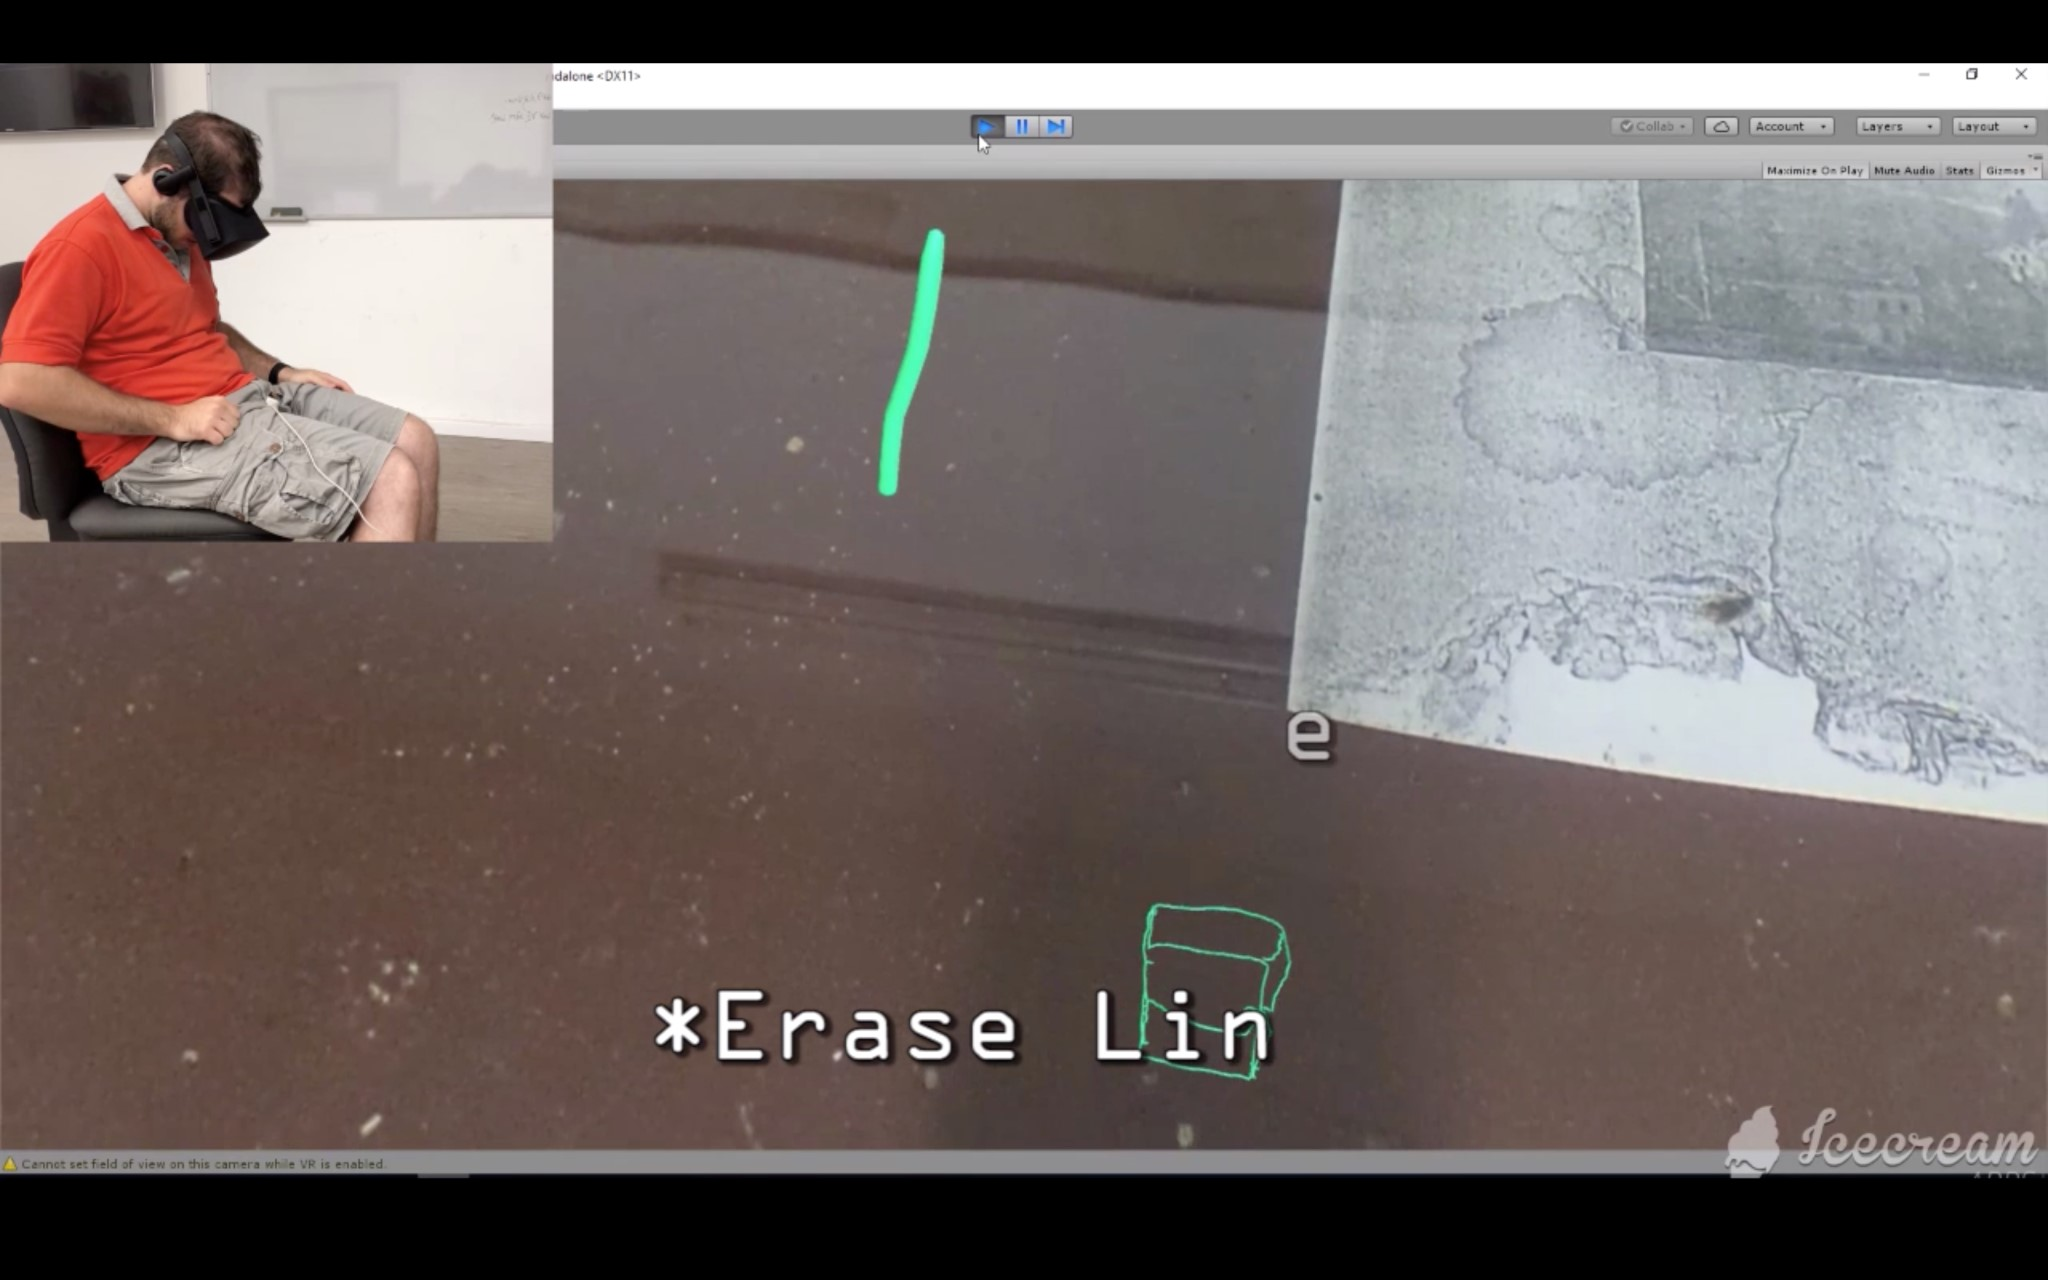 ndalone <DX11>
Collab
Account
Layers
Layout
Maximize On Play
Mute Audio
Stats
Gizmos
e
*Erase Lin
Cannot set field of view on this camera while VR is enabled.
Icecream